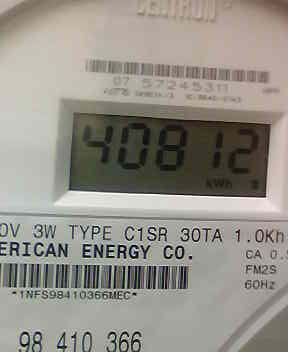 CENTRON
07 57245311
40812
kWh
0V 3W TYPE C1SR 30TA 1.0Kh
ERICAN ENERGY CO.
CA 0.
FM2S
60Hz
*1NFS98410366MEC*
98 410 366